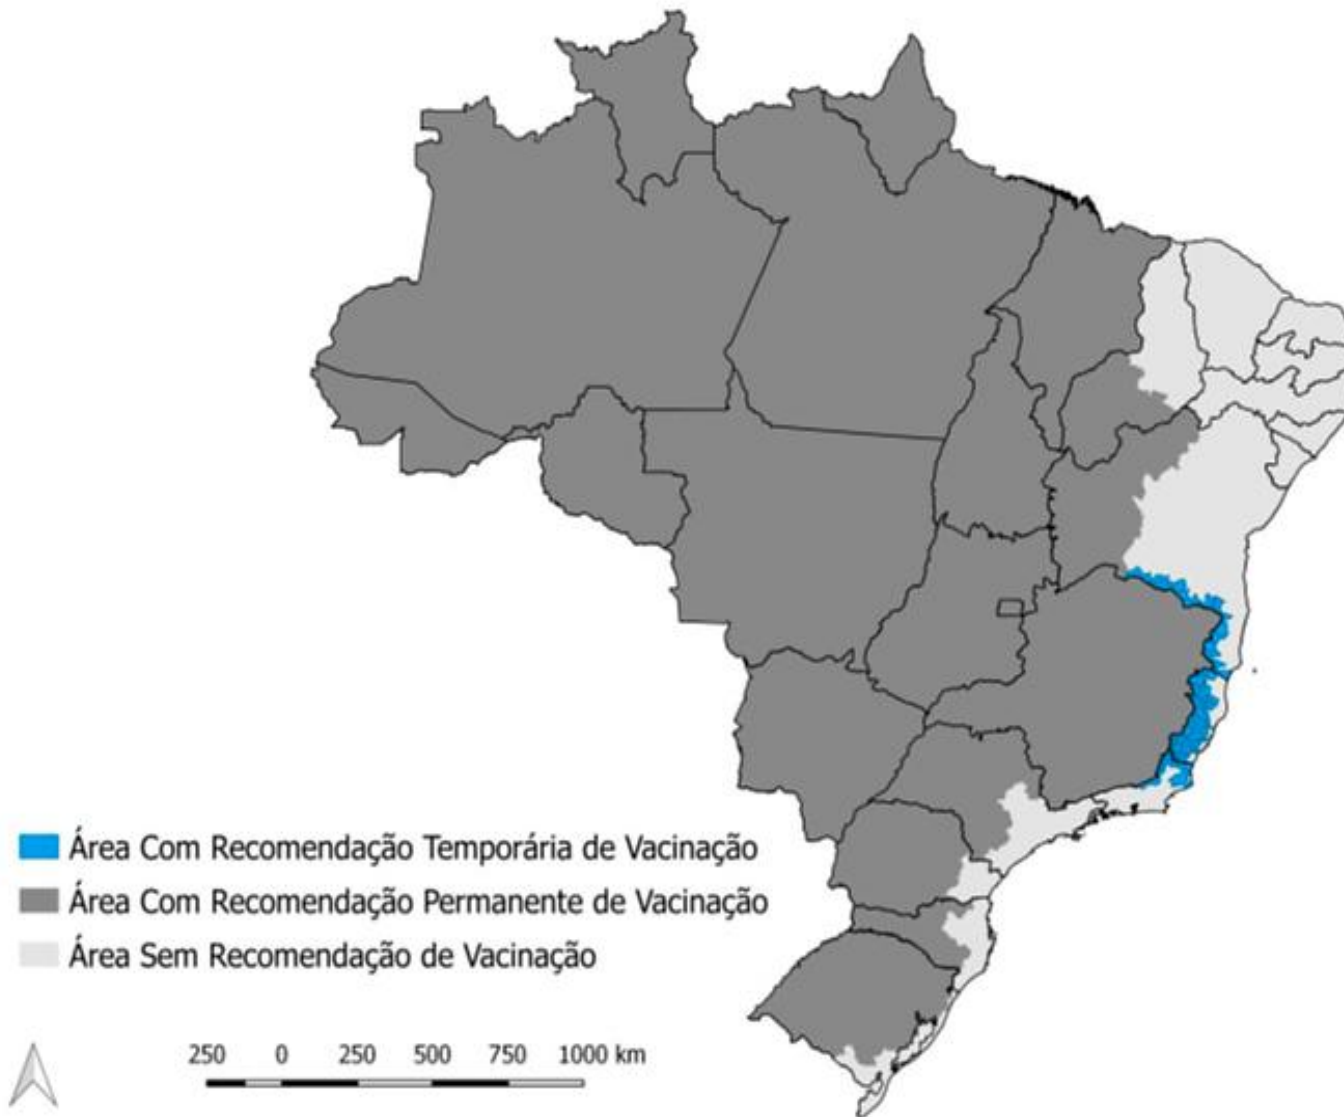 Área Com Recomendação Temporária de Vacinação
Área Com Recomendação Permanente de Vacinação
Área Sem Recomendação de Vacinação
250 0 250 500 750 1000 km